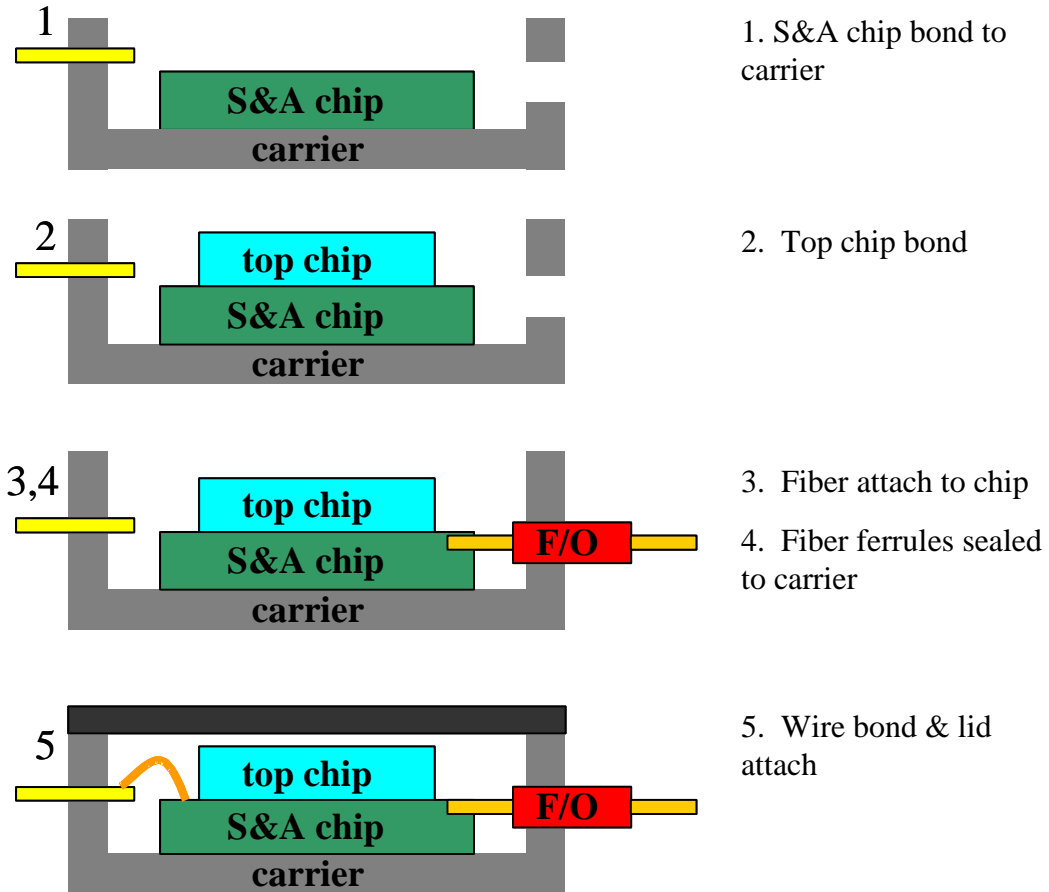 1
1. S&A chip bond to
carrier
S&A chip
carrier
2
2. Top chip bond
top chip
S&A chip
carrier
3,4
3. Fiber attach to chip
4. Fiber ferrules sealed
to carrier
top chip
F/O
S&A chip
carrier
5
5. Wire bond & lid
attach
top chip
F/O
S&A chip
carrier